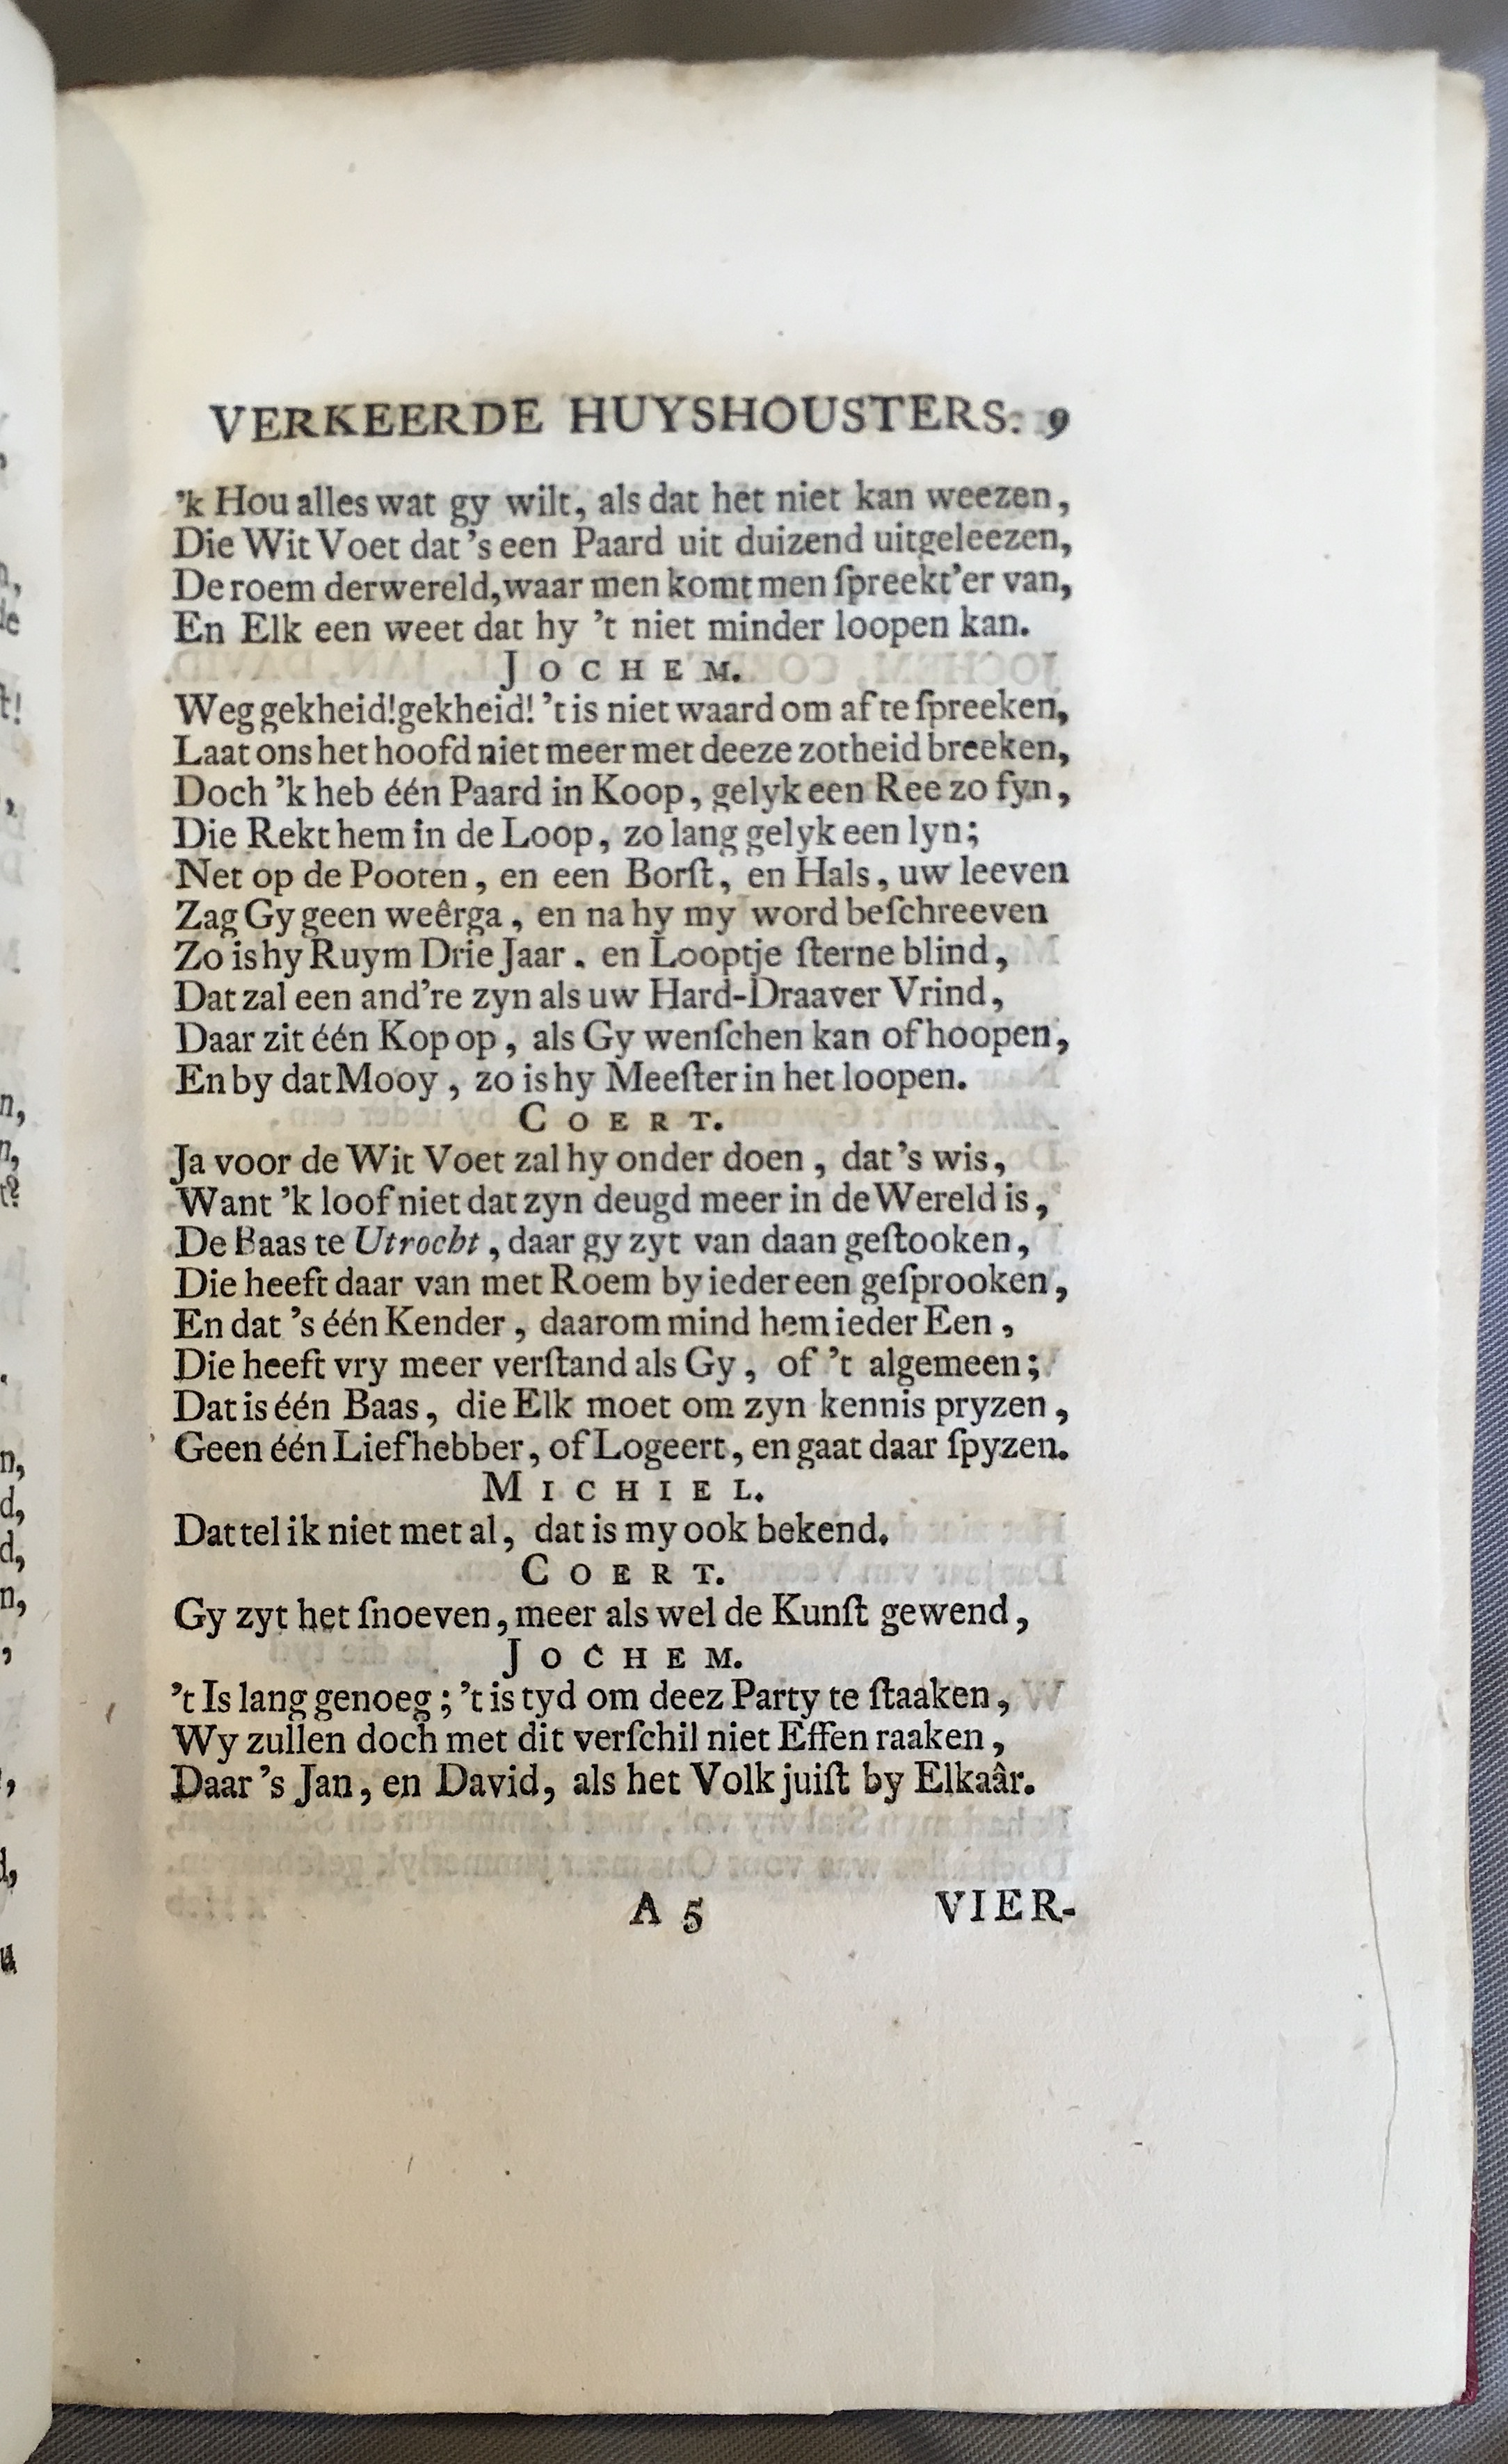 VERKEERDE HUYSHOUSTERS. 9
’k Hou alles wat gy wilt, als dat het niet kan weezen,
Die Wit Voet dat ’s een Paard uit duizend uitgeleezen,
De roem der wereld, waar men komt men ſpreekt’er van,
En Elk een weet dat hy ’t niet minder loopen kan.
JOCHEM.
Weg gekheid! gekheid! ’t is niet waard om af te ſpreeken,
Laat ons het hoofd niet meer met deeze zotheid breeken,
Doch ’k heb één Paard in Koop, gelyk een Ree zo fyn,
Die Rekt hem in de Loop, zo lang gelyk een lyn;
Net op de Pooten, en een Borſt, en Hals, uw leeven
Zag Gy geen weêrga, en na hy my word beſchreeven
Zo is hy Ruym Drie Jaar. en Looptje ſterne blind,
Dat zal een and’re zyn als uw Hard-Draaver Vrind,
Daar zit één Kop op, als Gy wenſchen kan of hoopen,
En by dat Mooy, zo is hy Meeſter in het loopen.
COERT.
Ja voor de Wit Voet zal hy onder doen, dat ’s wis,
Want ’k loof niet dat zyn deugd meer in de Wereld is,
De Baas te Utrocht, daar gy zyt van daan geſtooken,
Die heeft daar van met Roem by ieder een geſprooken,
En dat ’s één Kender, daarom mind hem ieder Een,
Die heeft vry meer verſtand als Gy, of ’t algemeen;
Dat is één Baas, die Elk moet om zyn kennis pryzen,
Geen één Liefhebber, of Logeert, en gaat daar ſpyzen.
MICHIEL.
Dat tel ik niet met al, dat is my ook bekend.
COERT.
Gy zyt het ſnoeven, meer als wel de Kunſt gewend,
JOCHEM.
’t Is lang genoeg; ’t is tyd om deez Party te ſtaaken,
Wy zullen doch met dit verſchil niet Effen raaken,
Daar ’s Jan, en David, als het Volk juiſt by Elkaâr.
A 5 VIER-